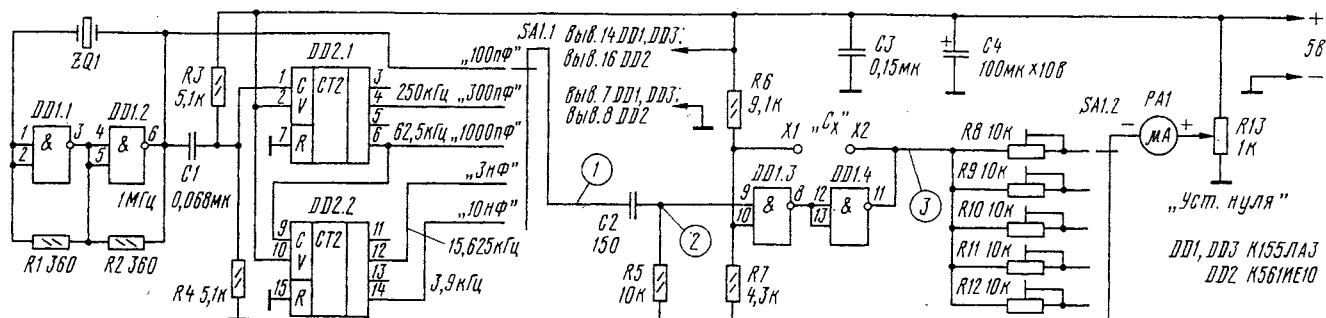 ZQ1
DD1.1
DD1.2
1
2
&
3
4
5
&
6
1МГц
R1 360
R2 360
C1
0,068мк
R3
5,1к
R4 5,1к
DD2.1
1
2
7
C
V
R
CT2
3
4
5
6
250кГц
62,5кГц
DD2.2
9
10
15
C
V
R
CT2
11
12
13
14
15,625кГц
3,9кГц
„100пФ"
„300пФ"
„1000пФ"
„3нФ"
„10нФ"
SA1.1
1
C2
150
2
R5
10к
Выв.14 DD1, DD3;
Выв.16 DD2
Выв.7 DD1, DD3;
Выв.8 DD2
R6
9,1к
„Cx"
X1
X2
DD1.3
DD1.4
9
10
&
8
12
13
&
11
R7
4,3к
3
C3
0,15мк
+
C4
100мк×10В
R8 10к
R9 10к
R10 10к
R11 10к
R12 10к
SA1.2
PA1
−
μA
+
R13
1к
„Уст. нуля"
+
5В
−
DD1, DD3 К155ЛА3
DD2 К561ИЕ10